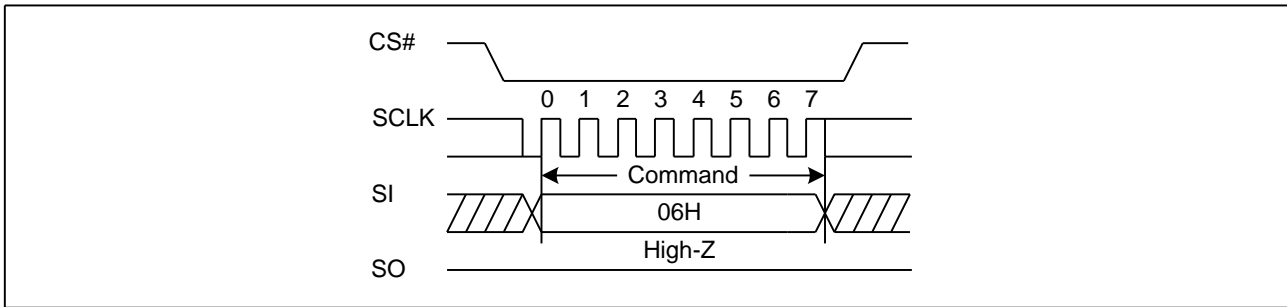 CS#
0 1 2 3 4 5 6 7
SCLK
Command
SI
06H
High-Z
SO